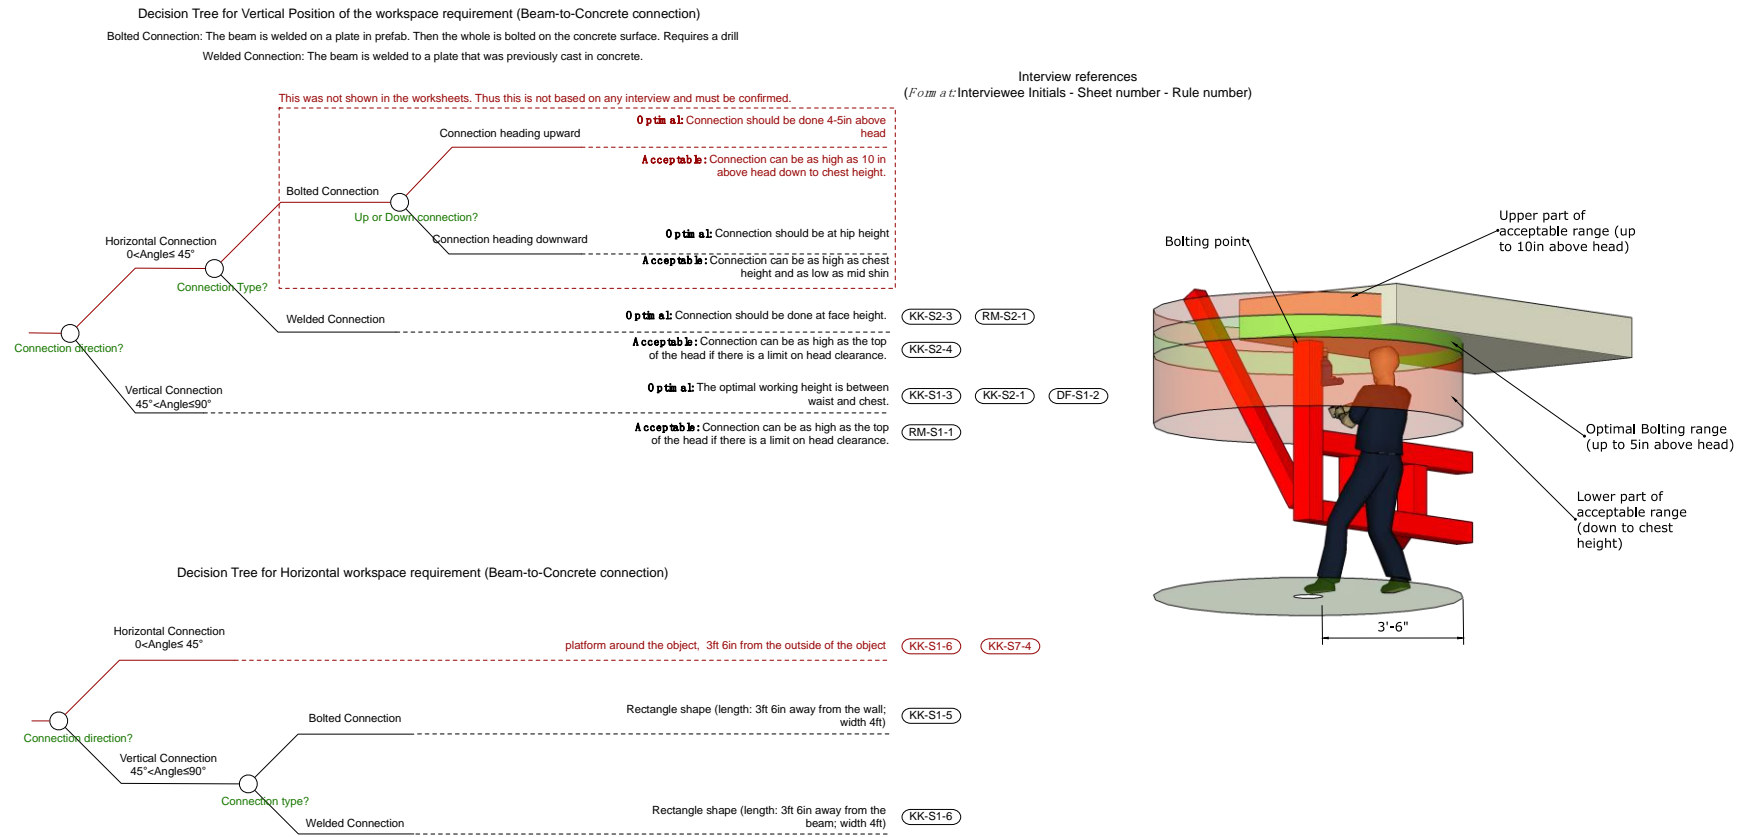 Decision Tree for Vertical Position of the workspace requirement (Beam-to-Concrete connection)
Bolted Connection: The beam is welded on a plate in prefab. Then the whole is bolted on the concrete surface. Requires a drill
Welded Connection: The beam is welded to a plate that was previously cast in concrete.
Interview references
(Format: Interviewee Initials - Sheet number - Rule number)
This was not shown in the worksheets. Thus this is not based on any interview and must be confirmed.
Connection heading upward
Optimal: Connection should be done 4-5in above
head
Acceptable: Connection can be as high as 10 in
above head down to chest height.
Bolted Connection
Up or Down connection?
Connection heading downward
Optimal: Connection should be at hip height
Acceptable: Connection can be as high as chest
height and as low as mid shin
Horizontal Connection
0<Angle≤ 45°
Connection Type?
Welded Connection
Optimal: Connection should be done at face height.
KK-S2-3
RM-S2-1
Acceptable: Connection can be as high as the top
of the head if there is a limit on head clearance.
KK-S2-4
Connection direction?
Vertical Connection
45°<Angle≤90°
Optimal: The optimal working height is between
waist and chest.
KK-S1-3
KK-S2-1
DF-S1-2
Acceptable: Connection can be as high as the top
of the head if there is a limit on head clearance.
RM-S1-1
Bolting point
Upper part of
acceptable range (up
to 10in above head)
Optimal Bolting range
(up to 5in above head)
Lower part of
acceptable range
(down to chest
height)
3'-6"
Decision Tree for Horizontal workspace requirement (Beam-to-Concrete connection)
Horizontal Connection
0<Angle≤ 45°
platform around the object, 3ft 6in from the outside of the object
KK-S1-6
KK-S7-4
Connection direction?
Bolted Connection
Rectangle shape (length: 3ft 6in away from the wall;
width 4ft)
KK-S1-5
Vertical Connection
45°<Angle≤90°
Connection type?
Welded Connection
Rectangle shape (length: 3ft 6in away from the
beam; width 4ft)
KK-S1-6